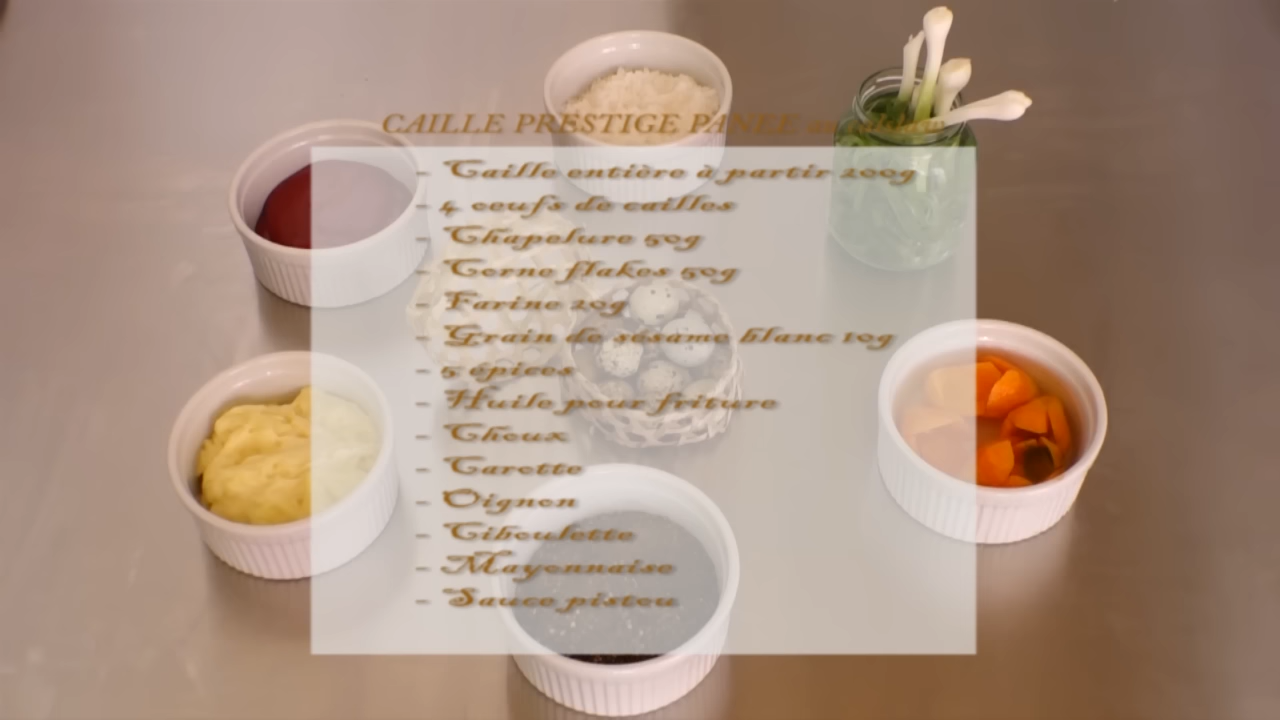 CAILLE PRESTIGE PANEE au
- Caille entière à partir 200g
- 4 oeufs de cailles
- Chapelure 50g
- Corne flakes 50g
- Farine 20g
- Grain de sésame blanc 10g
- 5 épices
- Huile pour friture
- Choux
- Carotte
- Oignon
- Ciboulette
- Mayonnaise
- Sauce pistou